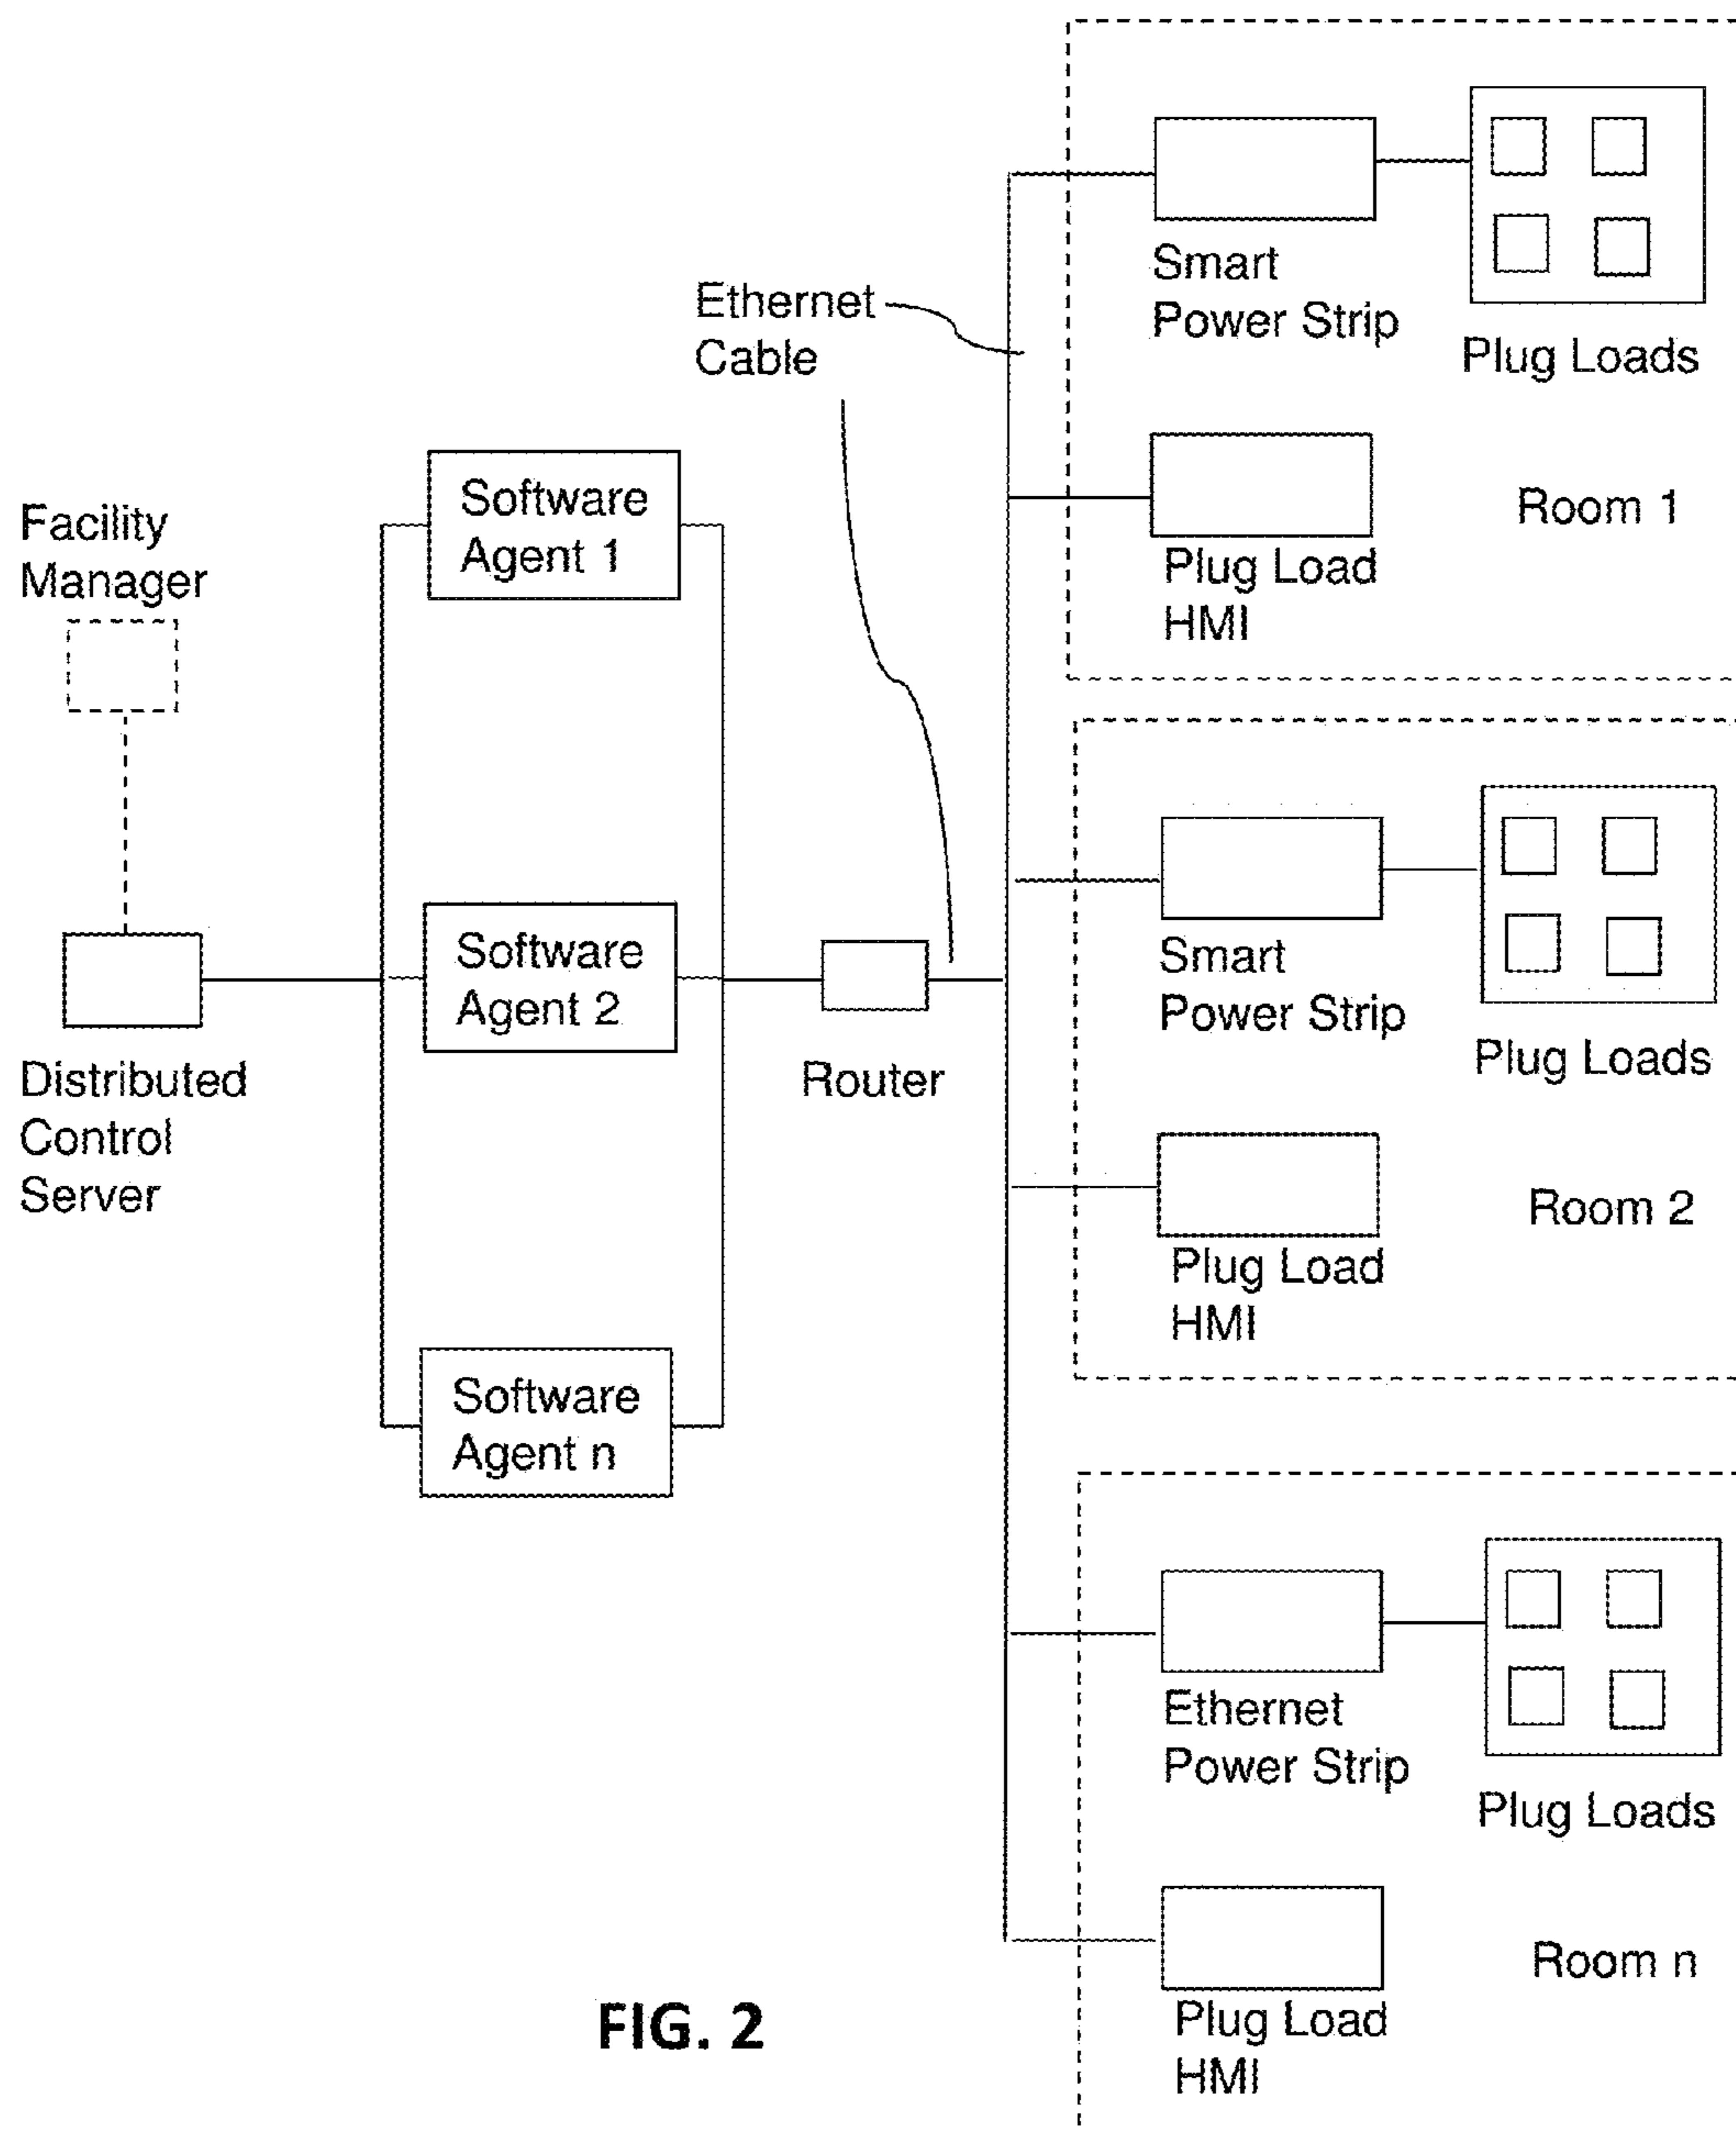 Facility
Manager
Distributed
Control
Server
Software
Agent 1
Software
Agent 2
Software
Agent n
Router
Ethernet
Cable
Smart
Power Strip
Plug Loads
Plug Load
HMI
Room 1
Smart
Power Strip
Plug Loads
Plug Load
HMI
Room 2
Ethernet
Power Strip
Plug Loads
Plug Load
HMI
Room n
FIG. 2